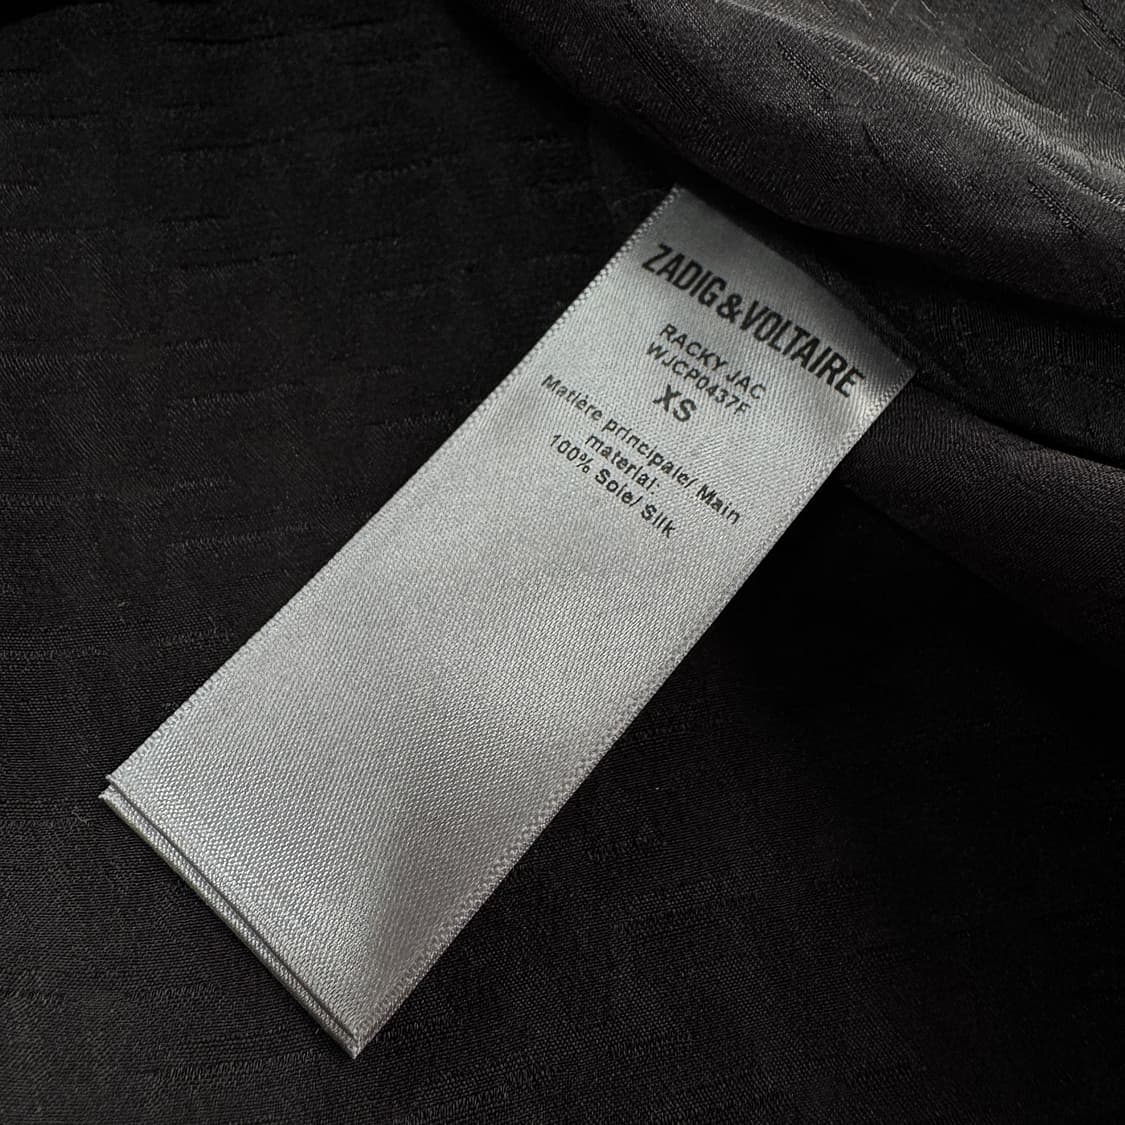 ZADIG&VOLTAIRE
RACKY JAC
WJCP0437F
XS
Matière principale/ Main
material:
100% Soie/ Silk